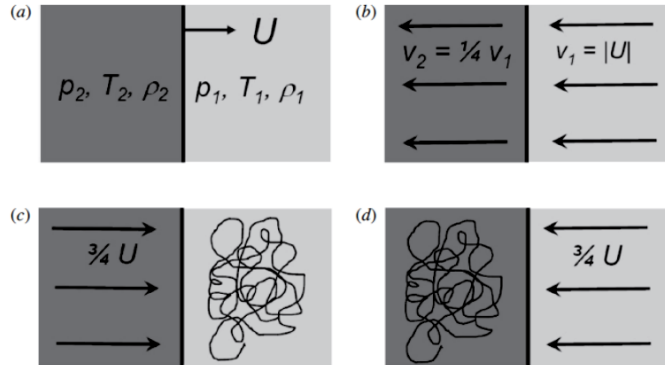 (a)
U
p₂, T₂, ρ₂ p₁, T₁, ρ₁
(b)
v₂ = ¼ v₁ v₁ = |U|
(c)
¾ U
(d)
¾ U